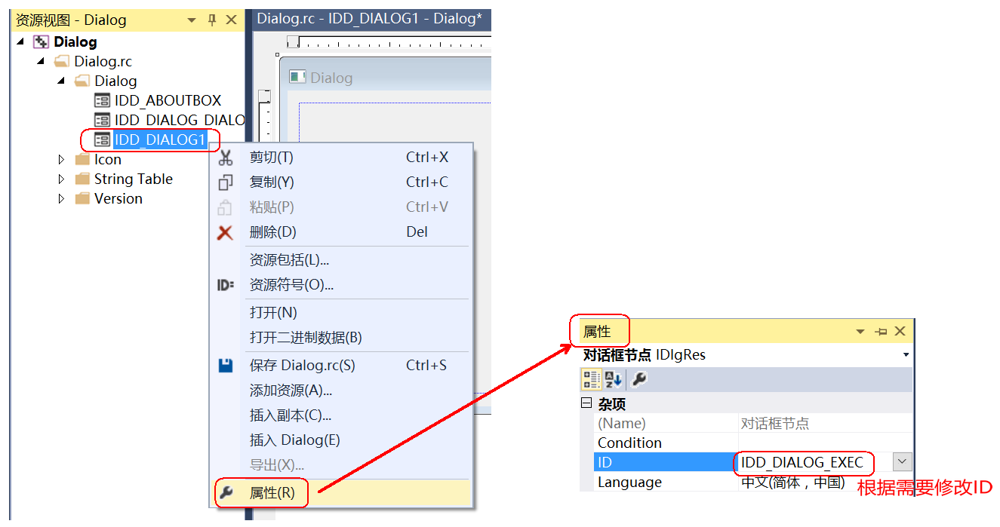 资源视图 - Dialog
Dialog
Dialog.rc
Dialog
IDD_ABOUTBOX
IDD_DIALOG_DIALO
IDD_DIALOG1
Icon
String Table
Version
Dialog.rc - IDD_DIALOG1 - Dialog*
Dialog
剪切(T) Ctrl+X
复制(Y) Ctrl+C
粘贴(P) Ctrl+V
删除(D) Del
资源包括(L)...
ID= 资源符号(O)...
打开(N)
打开二进制数据(B)
保存 Dialog.rc(S) Ctrl+S
添加资源(A)...
插入副本(C)...
插入 Dialog(E)
导出(X)...
属性(R)
属性
对话框节点 IDlgRes
杂项
(Name) 对话框节点
Condition
ID IDD_DIALOG_EXEC
Language 中文(简体，中国)
根据需要修改ID